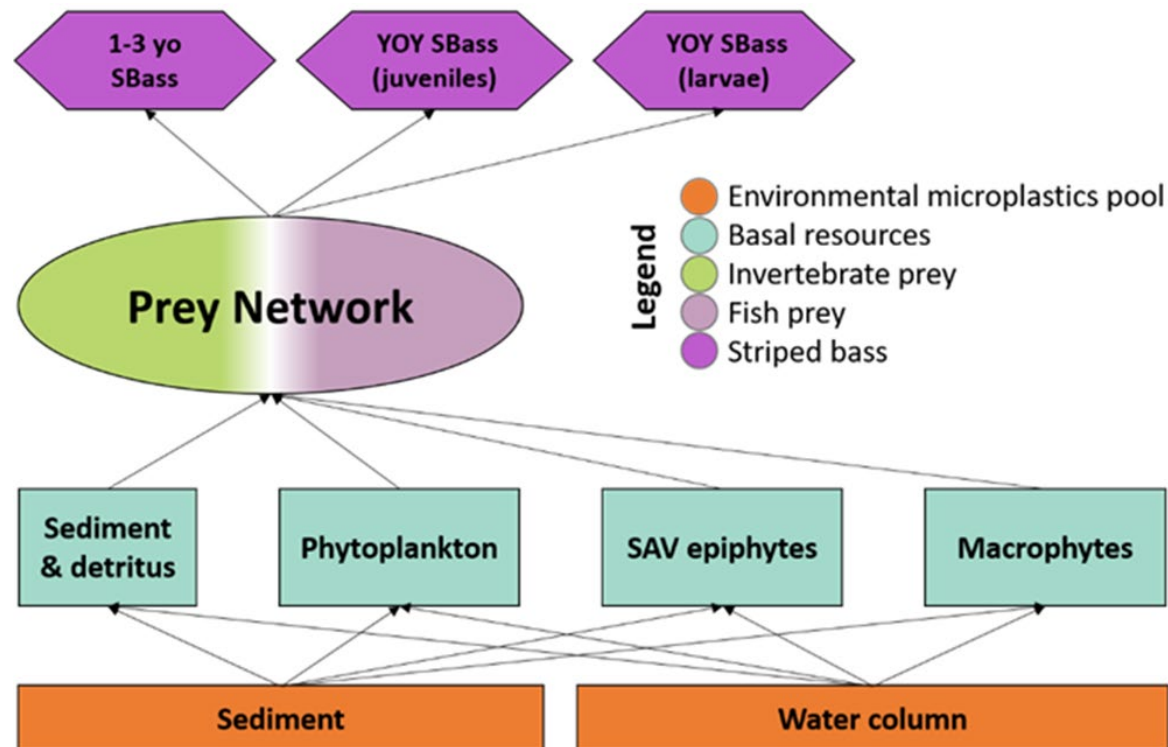 1-3 yo
SBass
YOY SBass
(juveniles)
YOY SBass
(larvae)
Legend
Environmental microplastics pool
Basal resources
Invertebrate prey
Fish prey
Striped bass
Prey Network
Sediment
& detritus
Phytoplankton
SAV epiphytes
Macrophytes
Sediment
Water column